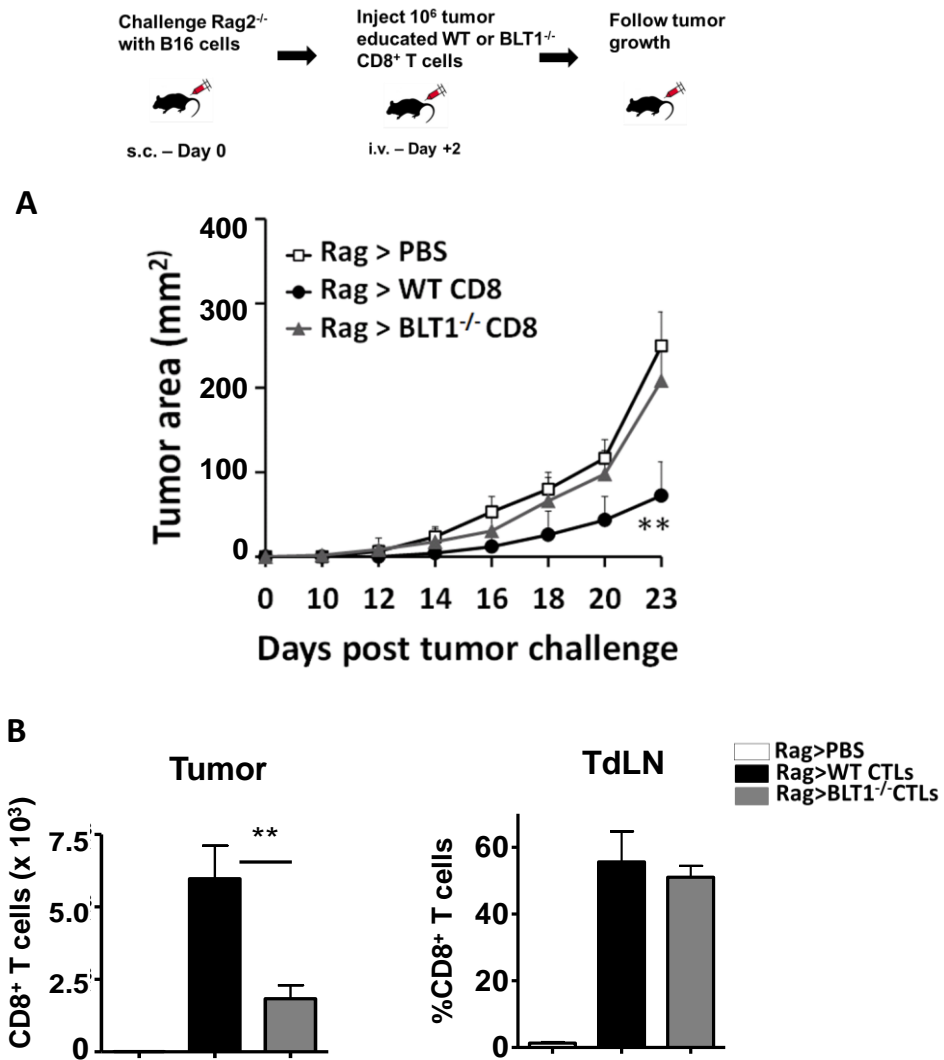 Challenge Rag2-/-
with B16 cells
s.c. – Day 0
Inject 10⁶ tumor
educated WT or BLT1-/-
CD8⁺ T cells
i.v. – Day +2
Follow tumor
growth
A
Tumor area (mm²)
400
300
200
100
0
Rag > PBS
Rag > WT CD8
Rag > BLT1-/- CD8
**
0 10 12 14 16 18 20 23
Days post tumor challenge
B
Tumor
CD8⁺ T cells (x 10³)
7.5
5.0
2.5
0
**
TdLN
%CD8⁺ T cells
60
40
20
0
Rag>PBS
Rag>WT CTLs
Rag>BLT1-/-CTLs